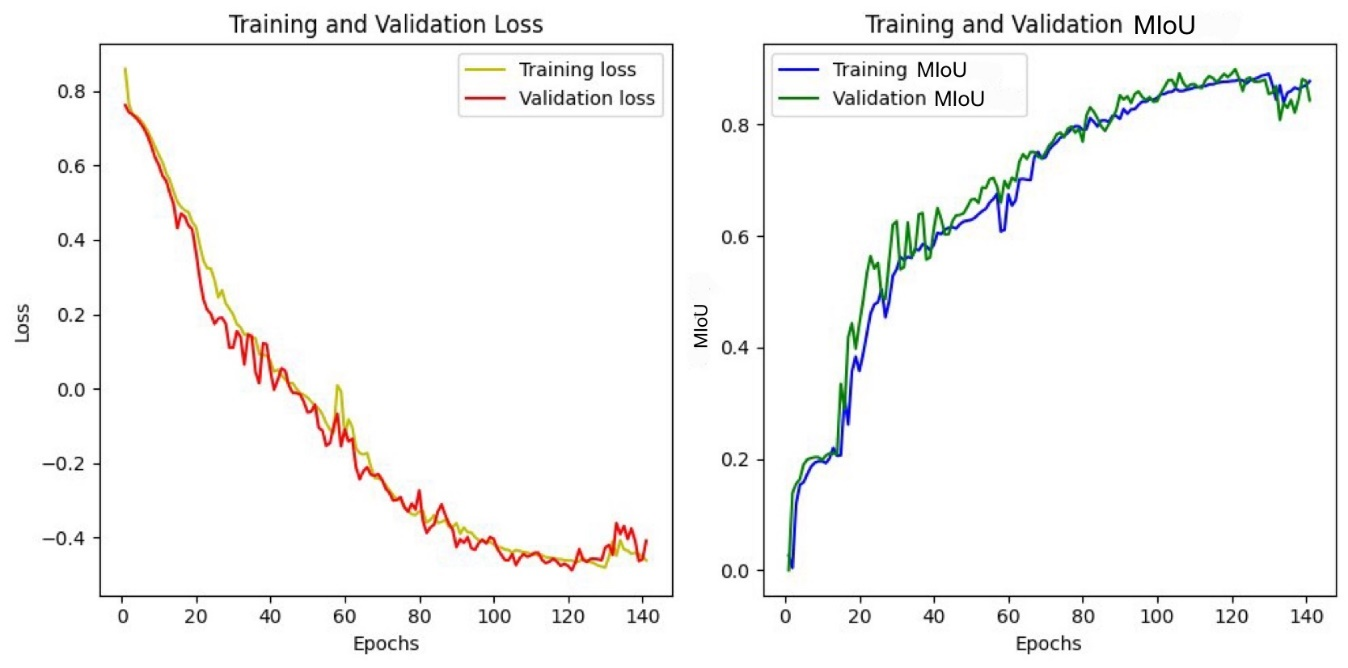 Training and Validation Loss
Training loss
Validation loss
0.8
0.6
0.4
0.2
0.0
−0.2
−0.4
Loss
0
20
40
60
80
100
120
140
Epochs
Training and Validation MIoU
Training MIoU
Validation MIoU
0.8
0.6
0.4
0.2
0.0
MIoU
0
20
40
60
80
100
120
140
Epochs